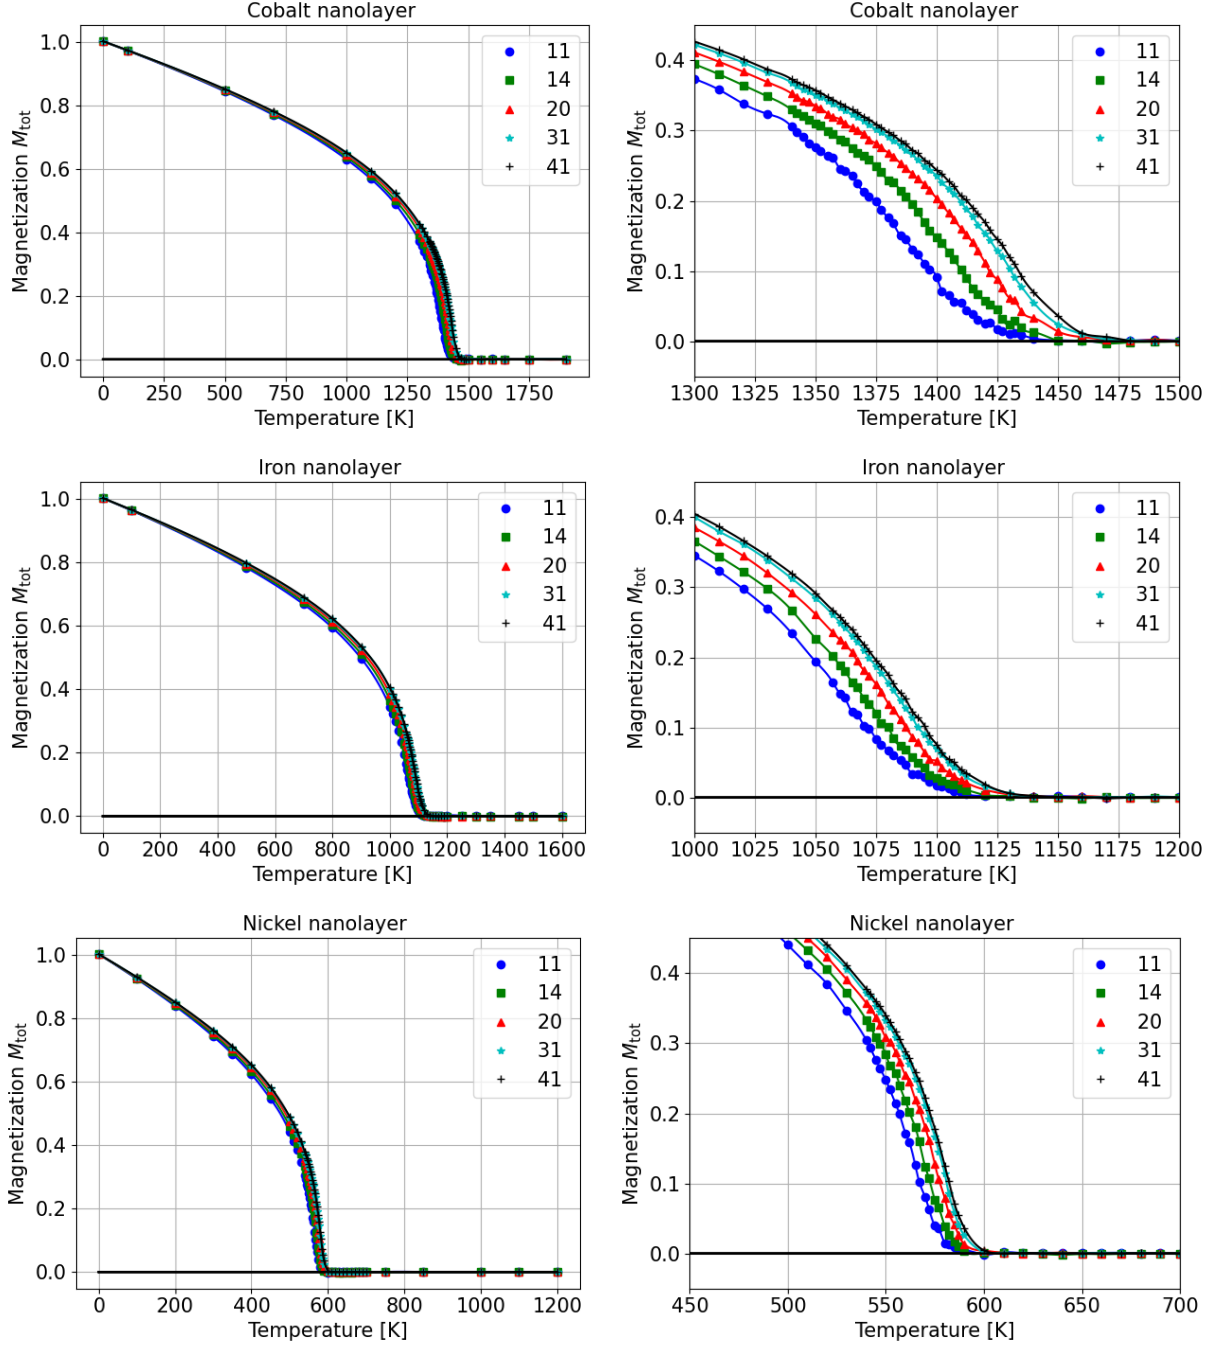 Cobalt nanolayer
Magnetization M_tot
1.0
0.8
0.6
0.4
0.2
0.0
11
14
20
31
41
0 250 500 750 1000 1250 1500 1750
Temperature [K]
Cobalt nanolayer
Magnetization M_tot
0.4
0.3
0.2
0.1
0.0
11
14
20
31
41
1300 1325 1350 1375 1400 1425 1450 1475 1500
Temperature [K]
Iron nanolayer
Magnetization M_tot
1.0
0.8
0.6
0.4
0.2
0.0
11
14
20
31
41
0 200 400 600 800 1000 1200 1400 1600
Temperature [K]
Iron nanolayer
Magnetization M_tot
0.4
0.3
0.2
0.1
0.0
11
14
20
31
41
1000 1025 1050 1075 1100 1125 1150 1175 1200
Temperature [K]
Nickel nanolayer
Magnetization M_tot
1.0
0.8
0.6
0.4
0.2
0.0
11
14
20
31
41
0 200 400 600 800 1000 1200
Temperature [K]
Nickel nanolayer
Magnetization M_tot
0.4
0.3
0.2
0.1
0.0
11
14
20
31
41
450 500 550 600 650 700
Temperature [K]